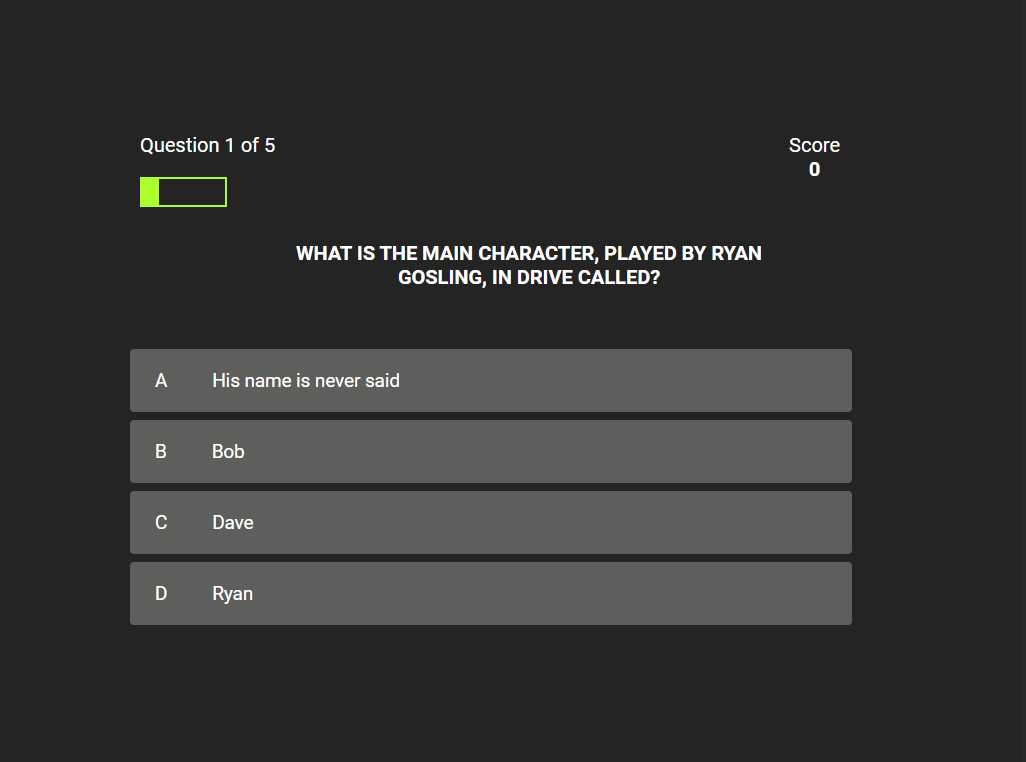 Question 1 of 5
Score
0
WHAT IS THE MAIN CHARACTER, PLAYED BY RYAN
GOSLING, IN DRIVE CALLED?
A His name is never said
B Bob
C Dave
D Ryan